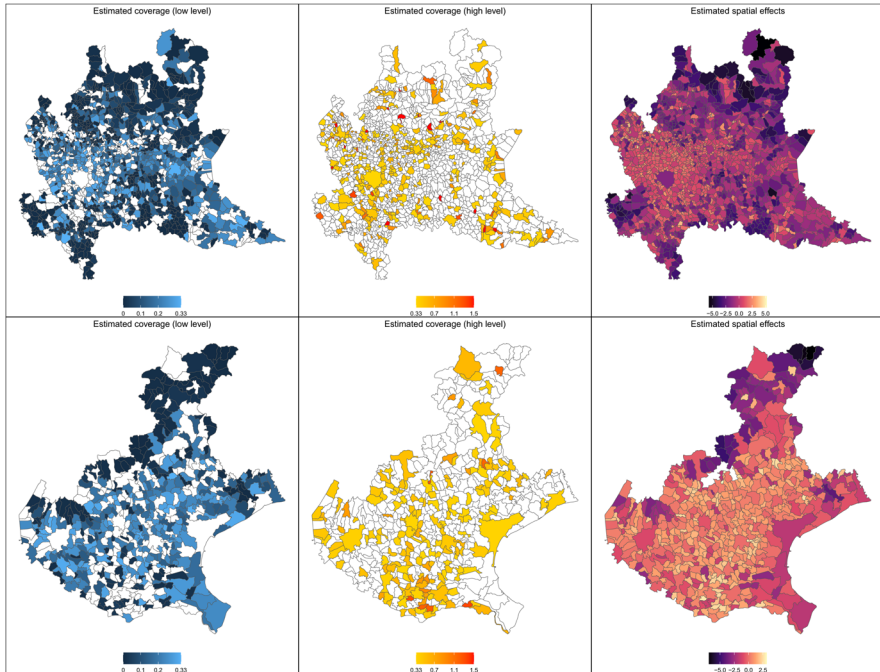 Estimated coverage (low level)
Estimated coverage (high level)
Estimated spatial effects
0 0.1 0.2 0.33
0.33 0.7 1.1 1.5
−5.0 −2.5 0.0 2.5 5.0
Estimated coverage (low level)
Estimated coverage (high level)
Estimated spatial effects
0 0.1 0.2 0.33
0.33 0.7 1.1 1.5
−5.0 −2.5 0.0 2.5